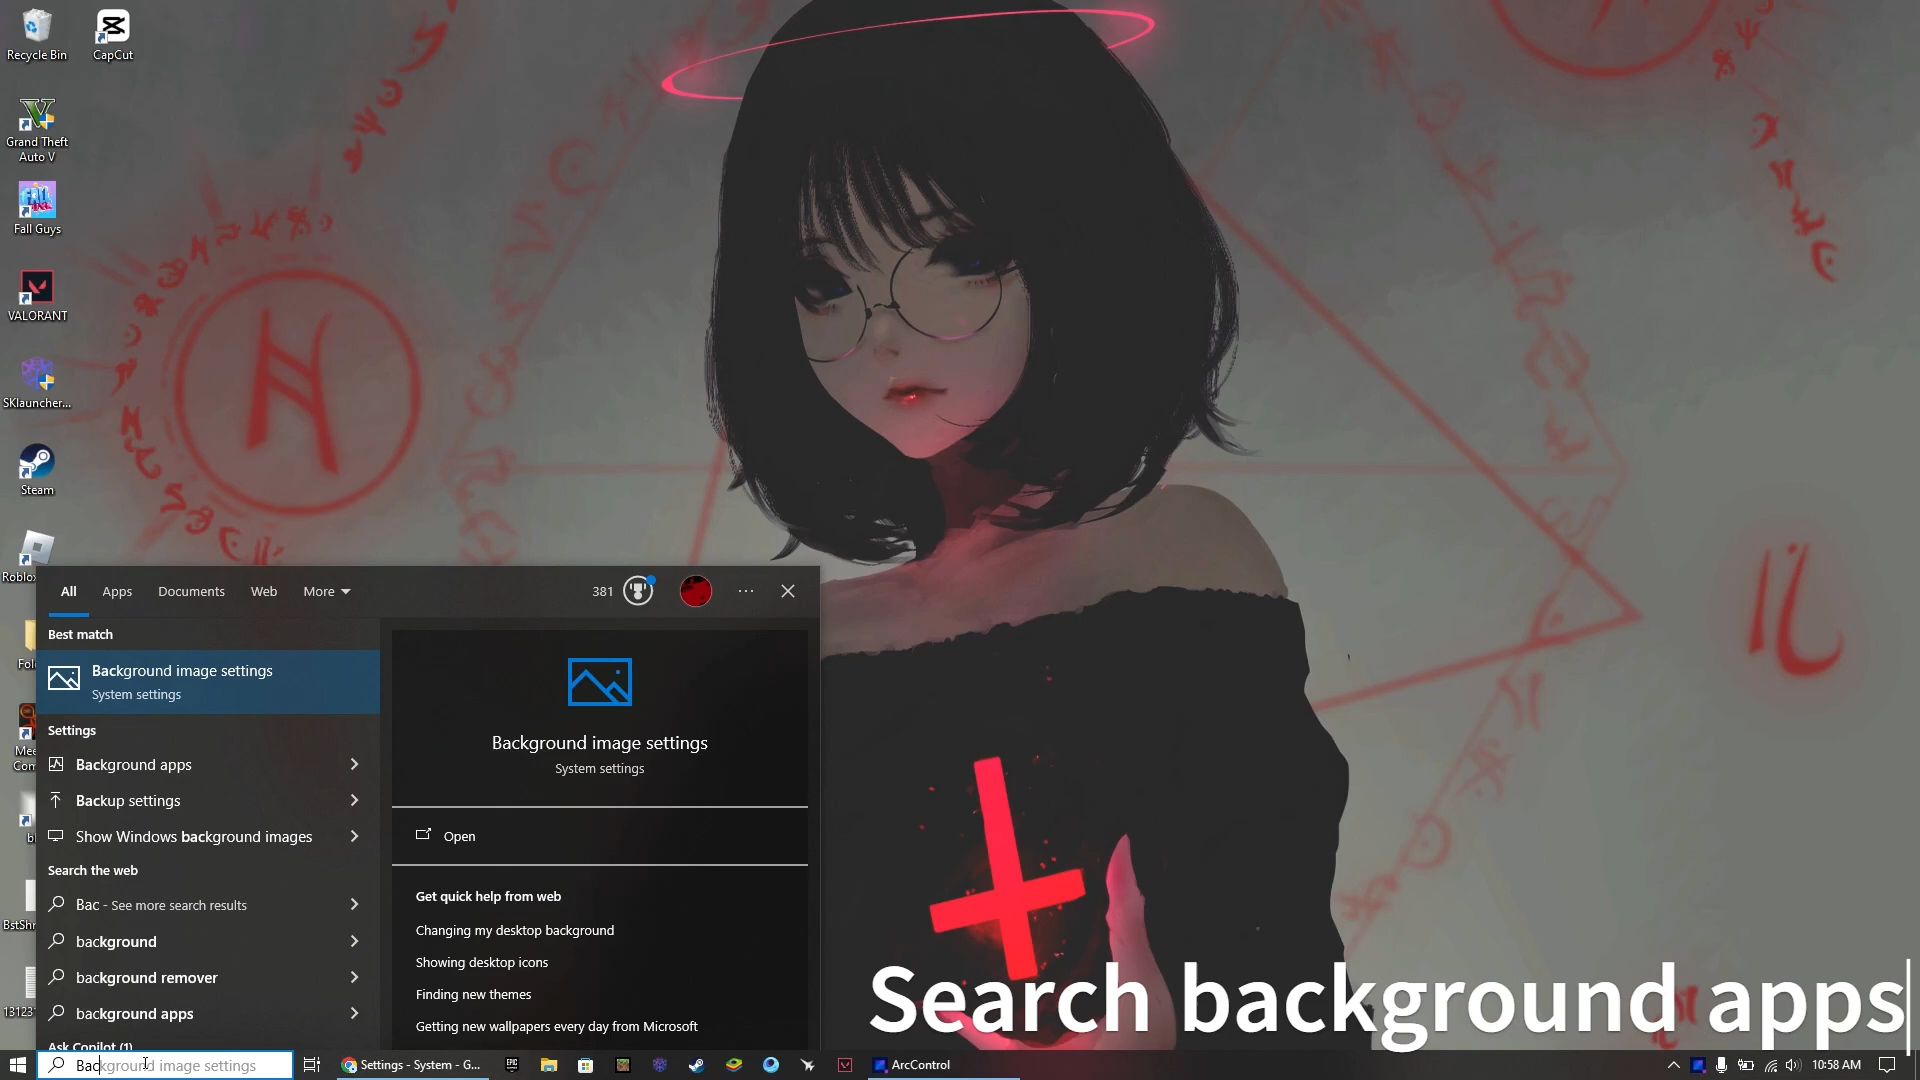 Recycle Bin
CapCut
Grand Theft
Auto V
Fall Guys
VALORANT
SKlauncher...
Steam
All
Apps
Documents
Web
More
381
Best match
Background image settings
System settings
Settings
Background apps
Backup settings
Show Windows background images
Search the web
Bac - See more search results
background
background remover
background apps
Ask Copilot (1)
Background image settings
System settings
Open
Get quick help from web
Changing my desktop background
Showing desktop icons
Finding new themes
Getting new wallpapers every day from Microsoft
Search background apps
Background image settings
Settings - System - G...
ArcControl
10:58 AM